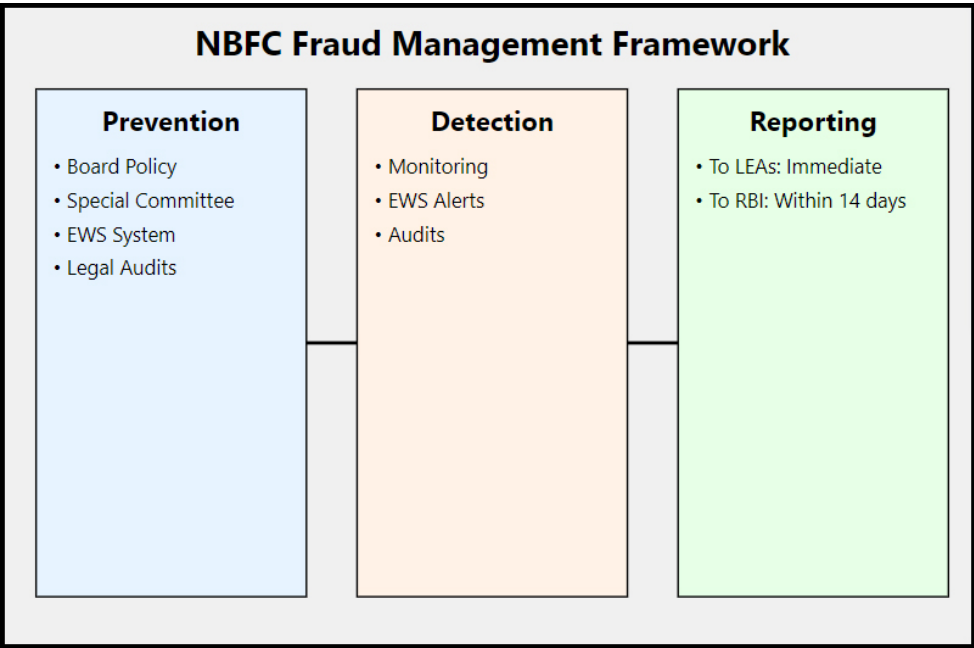 NBFC Fraud Management Framework
Prevention
• Board Policy
• Special Committee
• EWS System
• Legal Audits
Detection
• Monitoring
• EWS Alerts
• Audits
Reporting
• To LEAs: Immediate
• To RBI: Within 14 days